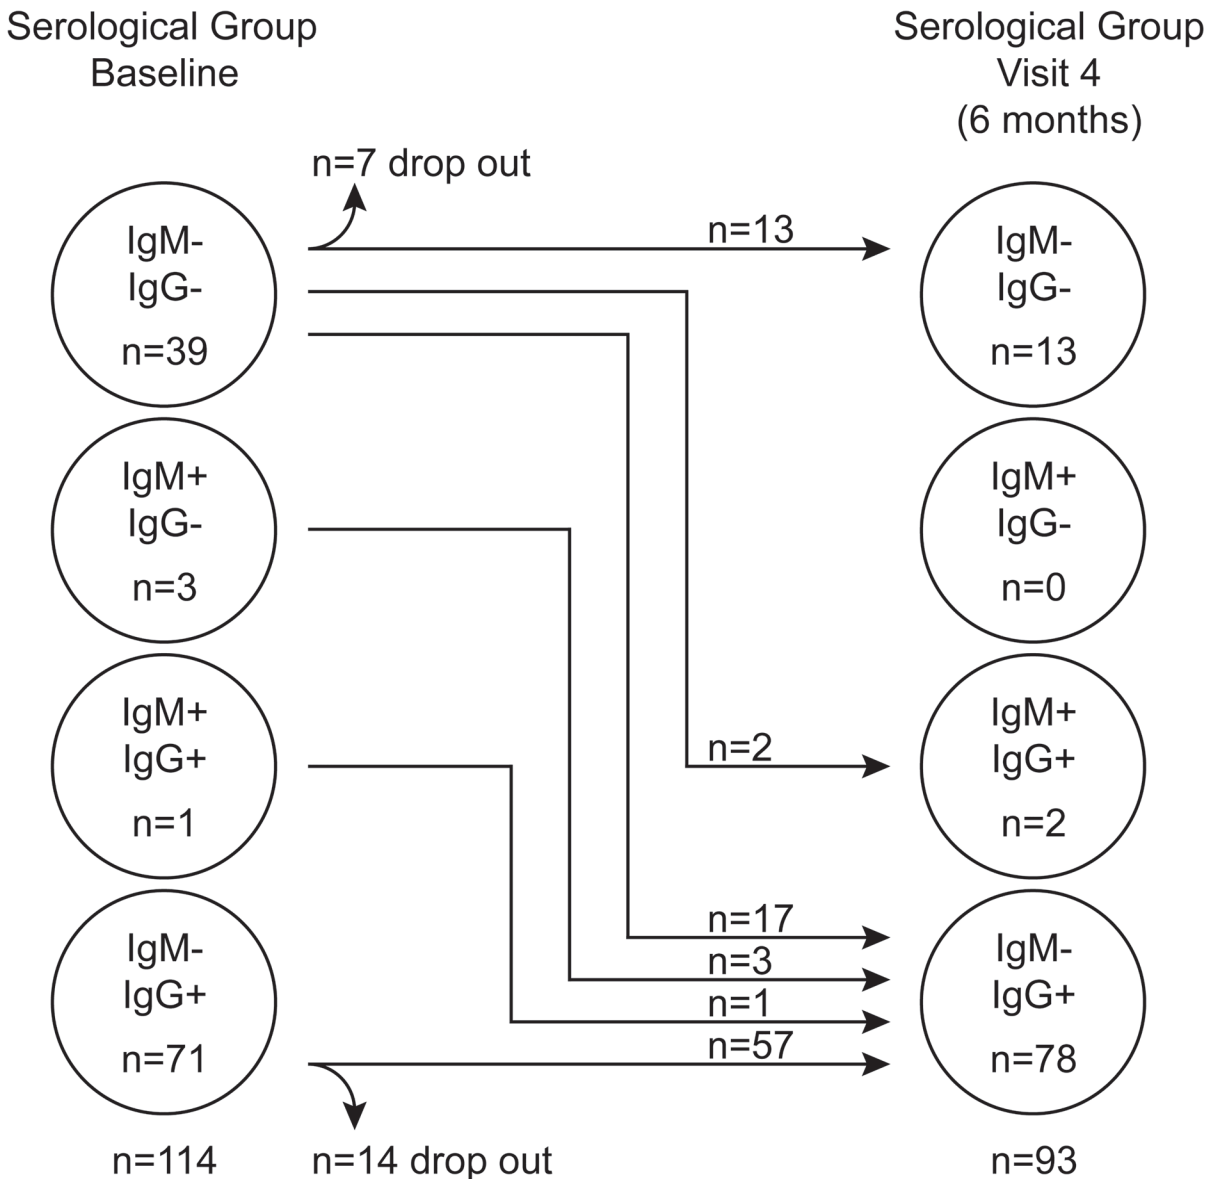 Serological Group
Baseline
Serological Group
Visit 4
(6 months)
n=7 drop out
IgM-
IgG-
n=39
n=13
IgM-
IgG-
n=13
IgM+
IgG-
n=3
IgM+
IgG-
n=0
IgM+
IgG+
n=1
n=2
IgM+
IgG+
n=2
IgM-
IgG+
n=71
n=17
n=3
n=1
n=57
IgM-
IgG+
n=78
n=114
n=14 drop out
n=93